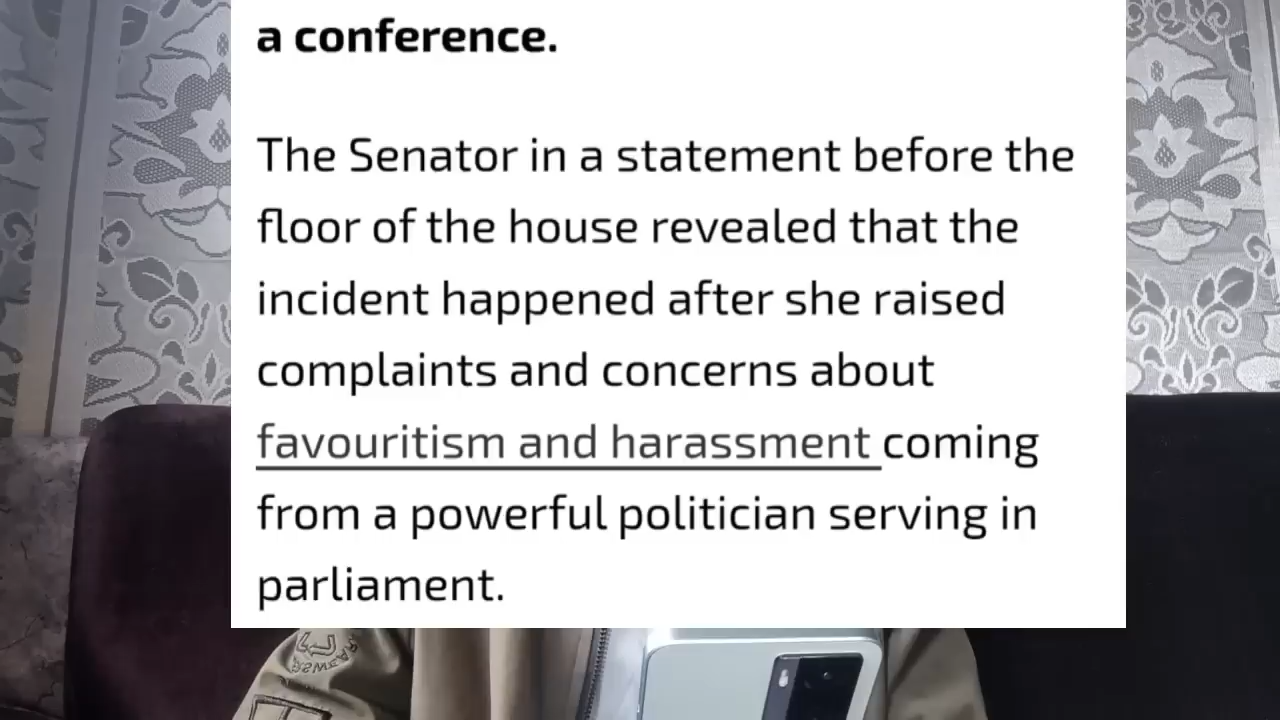 a conference.
The Senator in a statement before the
floor of the house revealed that the
incident happened after she raised
complaints and concerns about
favouritism and harassment coming
from a powerful politician serving in
parliament.